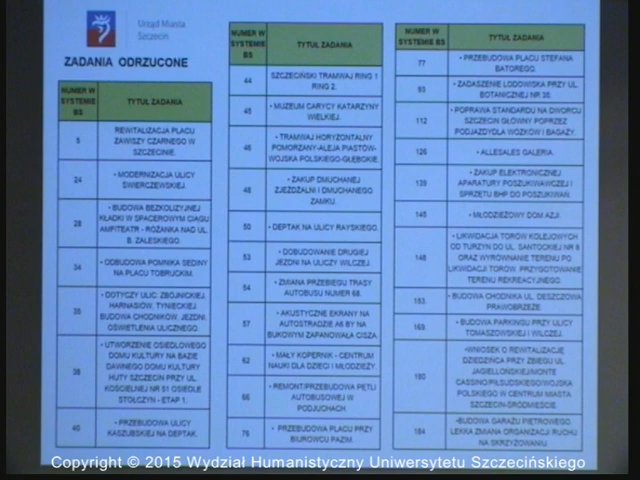 Urząd Miasta
Szczecin
ZADANIA ODRZUCONE
NUMER W
SYSTEMIE
BS
TYTUŁ ZADANIA
5
REWITALIZACJA PLACU
ZAWISZY CZARNEGO W
SZCZECINIE.
24
• MODERNIZACJA ULICY
ŚWIERCZEWSKIEJ.
28
• BUDOWA BEZKOLIZYJNEJ
KŁADKI W SPACEROWYM CIĄGU
AMFITEATR - RÓŻANKA NAD UL.
B. ZALESKIEGO.
34
• ODBUDOWA POMNIKA SEDINY
NA PLACU TOBRUCKIM.
35
• DOTYCZY ULIC: ZBÓJNICKIEJ,
HARNASIÓW, TYNIECKIEJ.
BUDOWA CHODNIKÓW, JEZDNI,
OŚWIETLENIA ULICZNEGO.
38
• UTWORZENIE OSIEDLOWEGO
DOMU KULTURY NA BAZIE
DAWNEGO DOMU KULTURY
HUTY SZCZECIN PRZY UL.
KOŚCIELNEJ NR 51 OSIEDLE
STOŁCZYN - ETAP 1.
40
• PRZEBUDOWA ULICY
KASZUBSKIEJ NA DEPTAK.
NUMER W
SYSTEMIE
BS
TYTUŁ ZADANIA
44
SZCZECIŃSKI TRAMWAJ RING 1
RING 2.
45
• MUZEUM CARYCY KATARZYNY
WIELKIEJ.
46
• TRAMWAJ HORYZONTALNY
POMORZANY-ALEJA PIASTÓW-
WOJSKA POLSKIEGO-GŁĘBOKIE.
48
• ZAKUP DMUCHANEJ
ZJEŻDŻALNI I DMUCHANEGO
ZAMKU.
50
• DEPTAK NA ULICY RAYSKIEGO.
53
• DOBUDOWANIE DRUGIEJ
JEZDNI NA ULICY WILCZEJ.
54
• ZMIANA PRZEBIEGU TRASY
AUTOBUSU NUMER 68.
57
• AKUSTYCZNE EKRANY NA
AUTOSTRADZIE A6 BY NA
BUKOWYM ZAPANOWAŁA CISZA.
62
• MAŁY KOPERNIK - CENTRUM
NAUKI DLA DZIECI I MŁODZIEŻY.
66
• REMONT/PRZEBUDOWA PĘTLI
AUTOBUSOWEJ W
PODJUCHACH.
76
• PRZEBUDOWA PLACU PRZY
BIUROWCU PAZIM.
NUMER W
SYSTEMIE
BS
TYTUŁ ZADANIA
77
• PRZEBUDOWA PLACU STEFANA
BATOREGO.
93
• ZADASZENIE LODOWISKA PRZY UL.
BOTANICZNEJ NR 35.
112
• POPRAWA STANDARDU NA DWORCU
SZCZECIN GŁÓWNY POPRZEZ
PODJAZDY DLA WÓZKÓW I BAGAŻY.
126
• ALLESALES GALERIA.
139
• ZAKUP ELEKTRONICZNEJ
APARATURY POSZUKIWAWCZEJ I
SPRZĘTU BHP DO POSZUKIWAŃ.
145
• MŁODZIEŻOWY DOM AZJI.
148
• LIKWIDACJA TORÓW KOLEJOWYCH
OD TURZYN DO UL. SANTOCKIEJ NR 8
ORAZ WYRÓWNANIE TERENU PO
LIKWIDACJI TORÓW. PRZYGOTOWANIE
TERENU REKREACYJNEGO.
153.
• BUDOWA CHODNIKA UL. DESZCZOWA
PRAWOBRZEŻE.
169.
• BUDOWA PARKINGU PRZY ULICY
TOMASZOWSKIEJ I WILCZEJ.
180
•WNIOSEK O REWITALIZACJĘ
DZIEDZIŃCA PRZY ZBIEGU UL.
JAGIELLOŃSKIEJ/MONTE
CASSINO/PIŁSUDSKIEGO/WOJSKA
POLSKIEGO W CENTRUM MIASTA
SZCZECIN-ŚRÓDMIEŚCIE.
184
•BUDOWA GARAŻU PIĘTROWEGO
LEKKA ZMIANA ORGANIZACJI RUCHU
NA SKRZYŻOWANIU.
Copyright © 2015 Wydział Humanistyczny Uniwersytetu Szczecińskiego